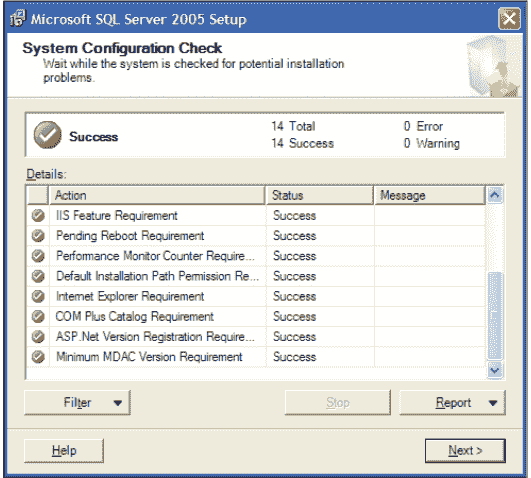 Microsoft SQL Server 2005 Setup
System Configuration Check
Wait while the system is checked for potential installation
problems.
Success
14 Total
0 Error
14 Success
0 Warning
Details:
Action Status Message
IIS Feature Requirement Success
Pending Reboot Requirement Success
Performance Monitor Counter Require... Success
Default Installation Path Permission Re... Success
Internet Explorer Requirement Success
COM Plus Catalog Requirement Success
ASP.Net Version Registration Require... Success
Minimum MDAC Version Requirement Success
Filter
Stop
Report
Help
Next >